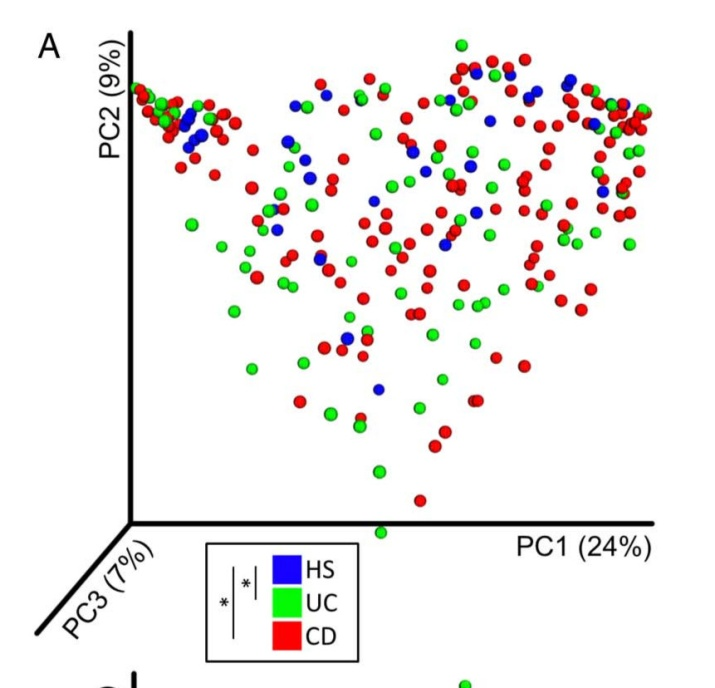 A
PC2 (9%)
PC1 (24%)
PC3 (7%)
* * HS
UC
CD